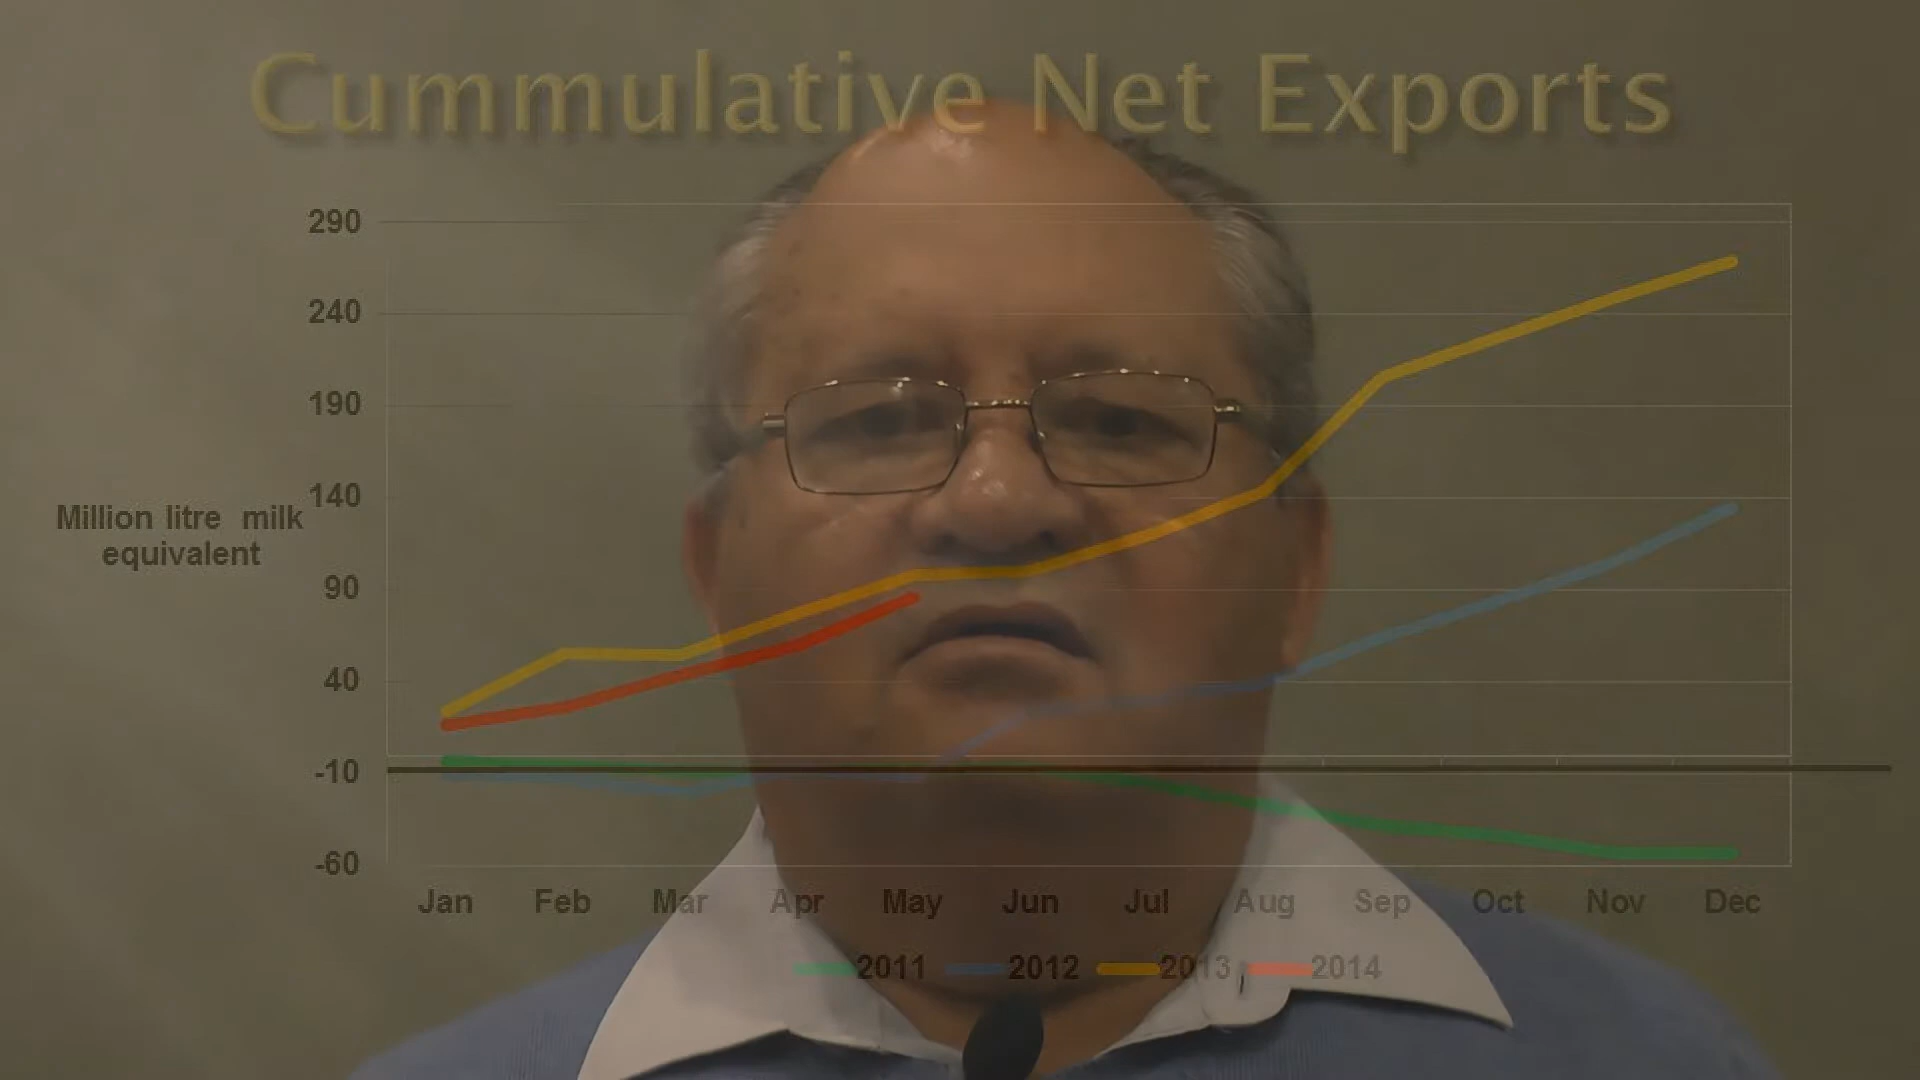 Cummulative Net Exports
290
240
190
140
Million litre milk
equivalent
90
40
-10
-60
Jan Feb Mar Apr May Jun Jul Aug Sep Oct Nov Dec
2011 2012 2013 2014